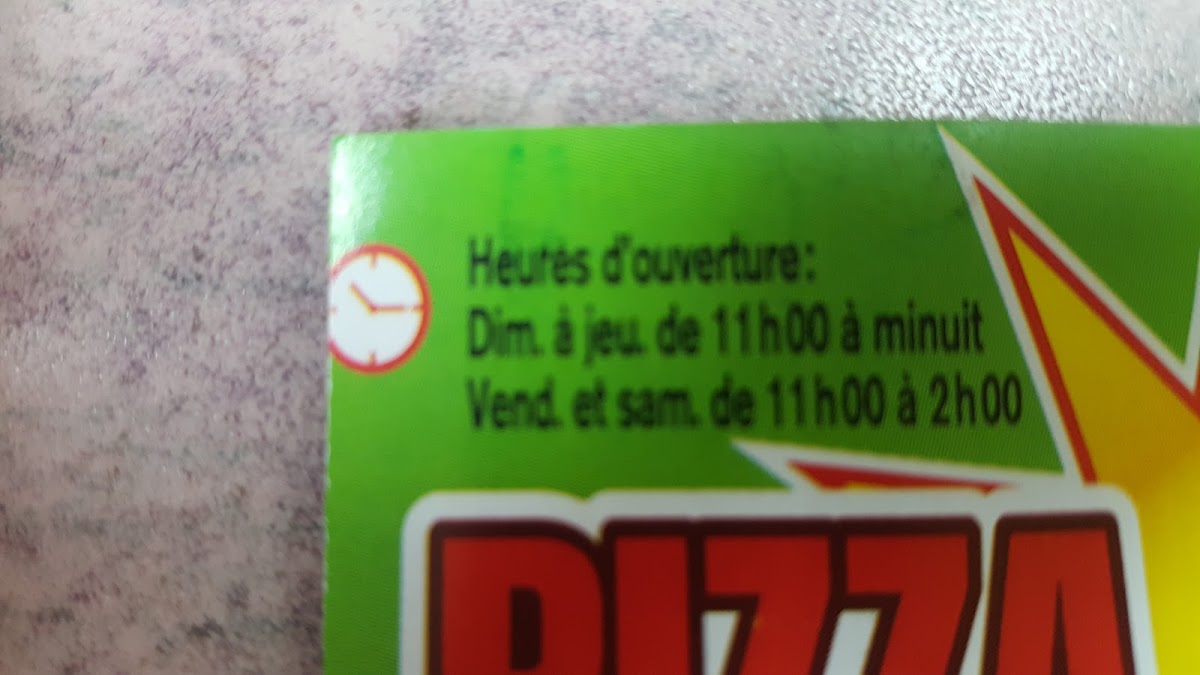 Heures d'ouverture:
Dim. à jeu. de 11h00 à minuit
Vend. et sam. de 11h00 à 2h00
PIZZA